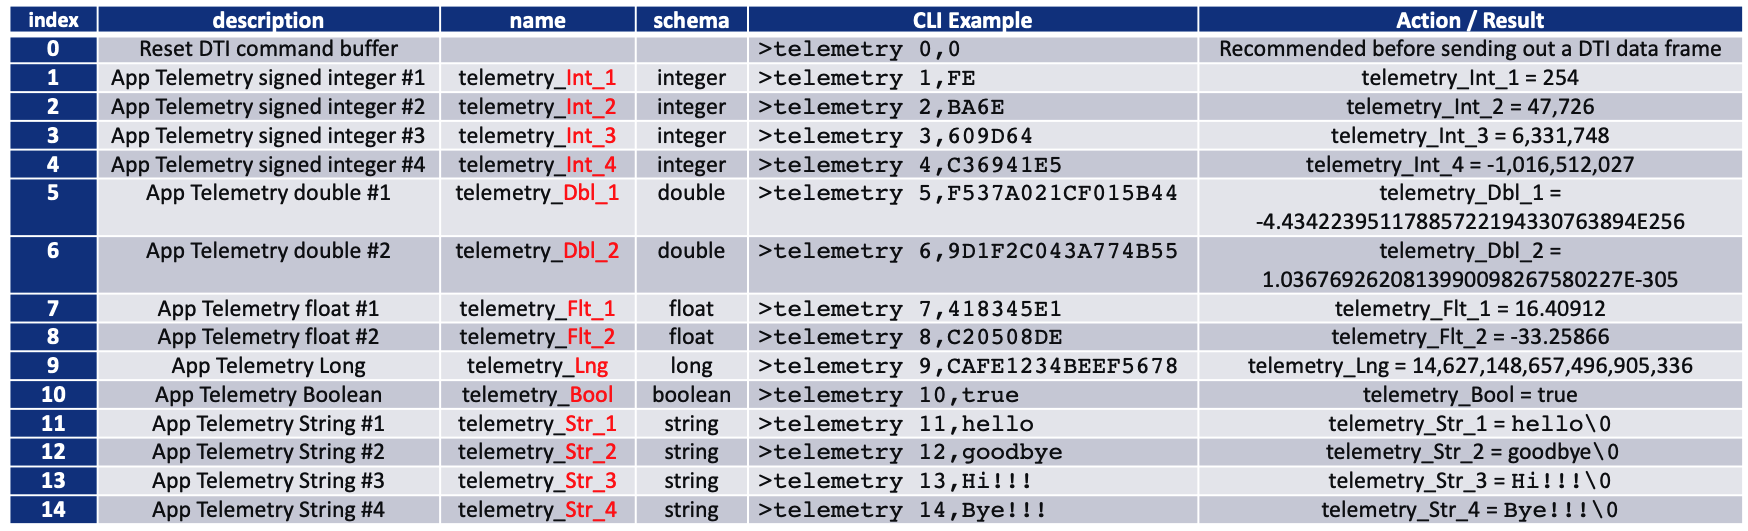 index description name schema CLI Example Action / Result
0 Reset DTI command buffer >telemetry 0,0 Recommended before sending out a DTI data frame
1 App Telemetry signed integer #1 telemetry_Int_1 integer >telemetry 1,FE telemetry_Int_1 = 254
2 App Telemetry signed integer #2 telemetry_Int_2 integer >telemetry 2,BA6E telemetry_Int_2 = 47,726
3 App Telemetry signed integer #3 telemetry_Int_3 integer >telemetry 3,609D64 telemetry_Int_3 = 6,331,748
4 App Telemetry signed integer #4 telemetry_Int_4 integer >telemetry 4,C36941E5 telemetry_Int_4 = -1,016,512,027
5 App Telemetry double #1 telemetry_Dbl_1 double >telemetry 5,F537A021CF015B44 telemetry_Dbl_1 =
-4.43422395117885722194330763894E256
6 App Telemetry double #2 telemetry_Dbl_2 double >telemetry 6,9D1F2C043A774B55 telemetry_Dbl_2 =
1.036769262081399009826758022​7E-305
7 App Telemetry float #1 telemetry_Flt_1 float >telemetry 7,418345E1 telemetry_Flt_1 = 16.40912
8 App Telemetry float #2 telemetry_Flt_2 float >telemetry 8,C20508DE telemetry_Flt_2 = -33.25866
9 App Telemetry Long telemetry_Lng long >telemetry 9,CAFE1234BEEF5678 telemetry_Lng = 14,627,148,657,496,905,336
10 App Telemetry Boolean telemetry_Bool boolean >telemetry 10,true telemetry_Bool = true
11 App Telemetry String #1 telemetry_Str_1 string >telemetry 11,hello telemetry_Str_1 = hello\0
12 App Telemetry String #2 telemetry_Str_2 string >telemetry 12,goodbye telemetry_Str_2 = goodbye\0
13 App Telemetry String #3 telemetry_Str_3 string >telemetry 13,Hi!!! telemetry_Str_3 = Hi!!!\0
14 App Telemetry String #4 telemetry_Str_4 string >telemetry 14,Bye!!! telemetry_Str_4 = Bye!!!\0